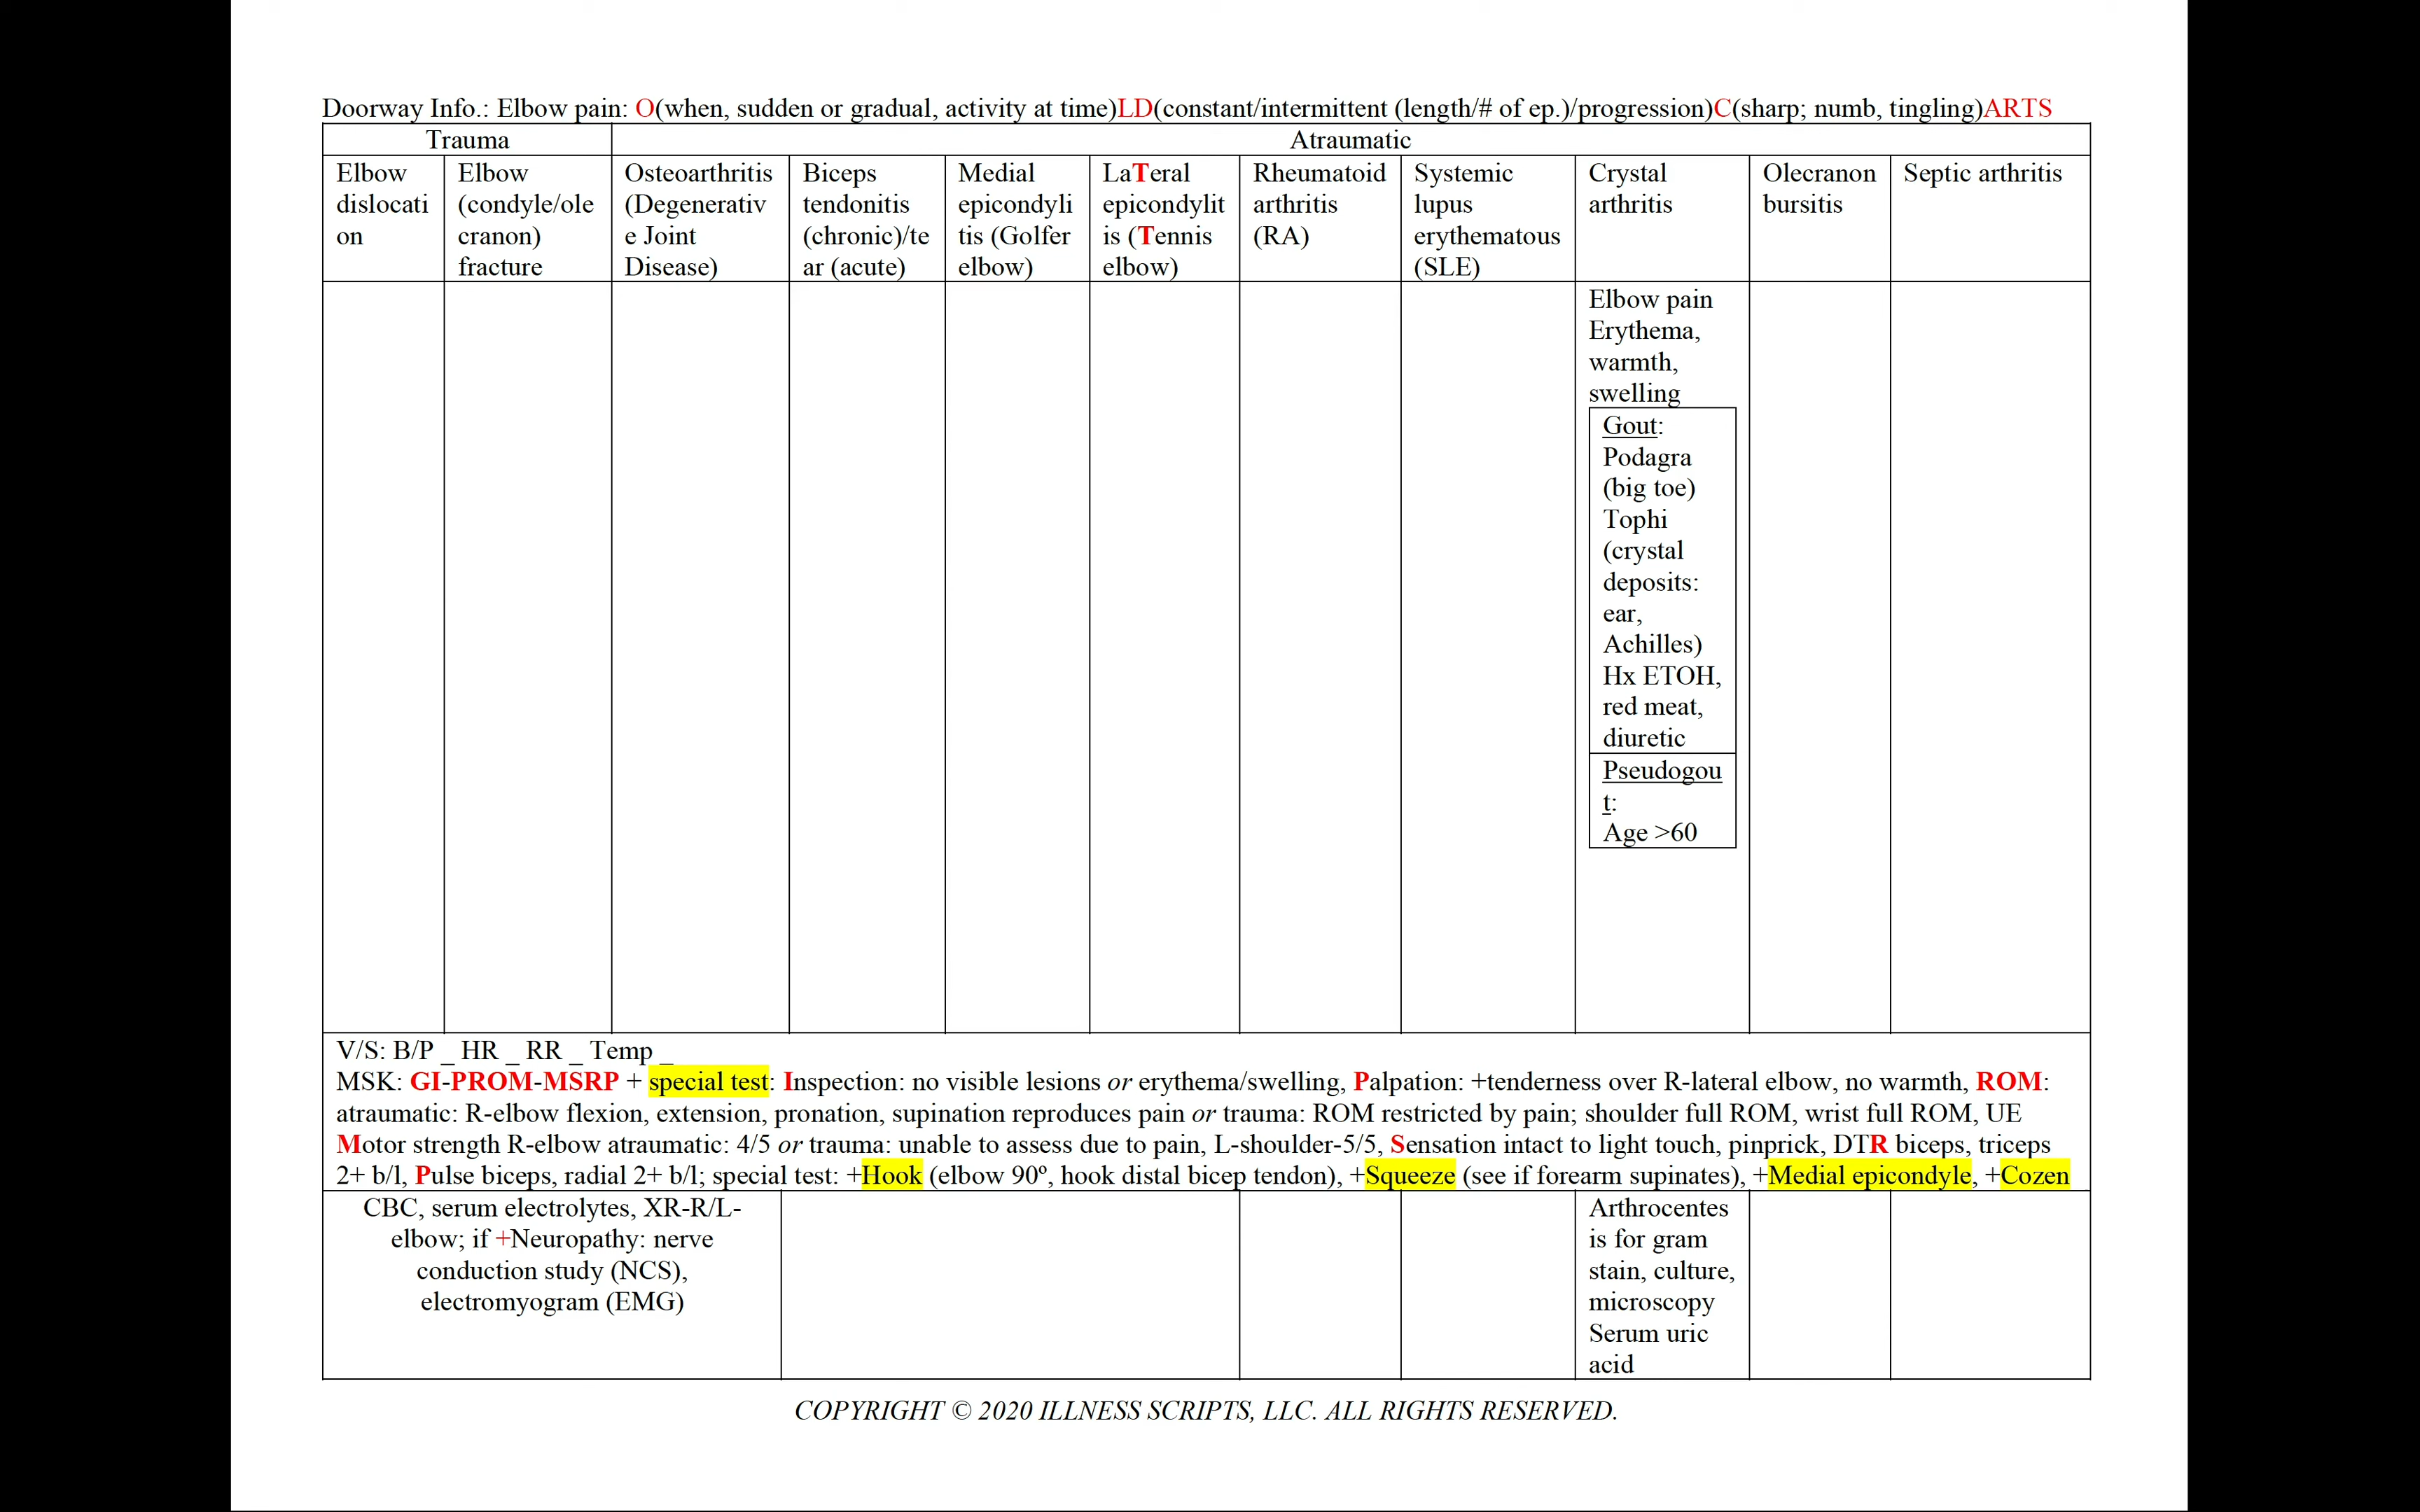 Doorway Info.: Elbow pain: O(when, sudden or gradual, activity at time)LD(constant/intermittent (length/# of ep.)/progression)C(sharp; numb, tingling)ARTS
Trauma
Atraumatic
Elbow
dislocati
on
Elbow
(condyle/ole
cranon)
fracture
Osteoarthritis
(Degenerativ
e Joint
Disease)
Biceps
tendonitis
(chronic)/te
ar (acute)
Medial
epicondyli
tis (Golfer
elbow)
LaTeral
epicondylit
is (Tennis
elbow)
Rheumatoid
arthritis
(RA)
Systemic
lupus
erythematous
(SLE)
Crystal
arthritis
Olecranon
bursitis
Septic arthritis
Elbow pain
Erythema,
warmth,
swelling
Gout:
Podagra
(big toe)
Tophi
(crystal
deposits:
ear,
Achilles)
Hx ETOH,
red meat,
diuretic
Pseudogou
t:
Age >60
V/S: B/P _ HR _ RR _ Temp _
MSK: GI-PROM-MSRP + special test: Inspection: no visible lesions or erythema/swelling, Palpation: +tenderness over R-lateral elbow, no warmth, ROM:
atraumatic: R-elbow flexion, extension, pronation, supination reproduces pain or trauma: ROM restricted by pain; shoulder full ROM, wrist full ROM, UE
Motor strength R-elbow atraumatic: 4/5 or trauma: unable to assess due to pain, L-shoulder-5/5, Sensation intact to light touch, pinprick, DTR biceps, triceps
2+ b/l, Pulse biceps, radial 2+ b/l; special test: +Hook (elbow 90º, hook distal bicep tendon), +Squeeze (see if forearm supinates), +Medial epicondyle, +Cozen
CBC, serum electrolytes, XR-R/L-
elbow; if +Neuropathy: nerve
conduction study (NCS),
electromyogram (EMG)
Arthrocentes
is for gram
stain, culture,
microscopy
Serum uric
acid
COPYRIGHT © 2020 ILLNESS SCRIPTS, LLC. ALL RIGHTS RESERVED.